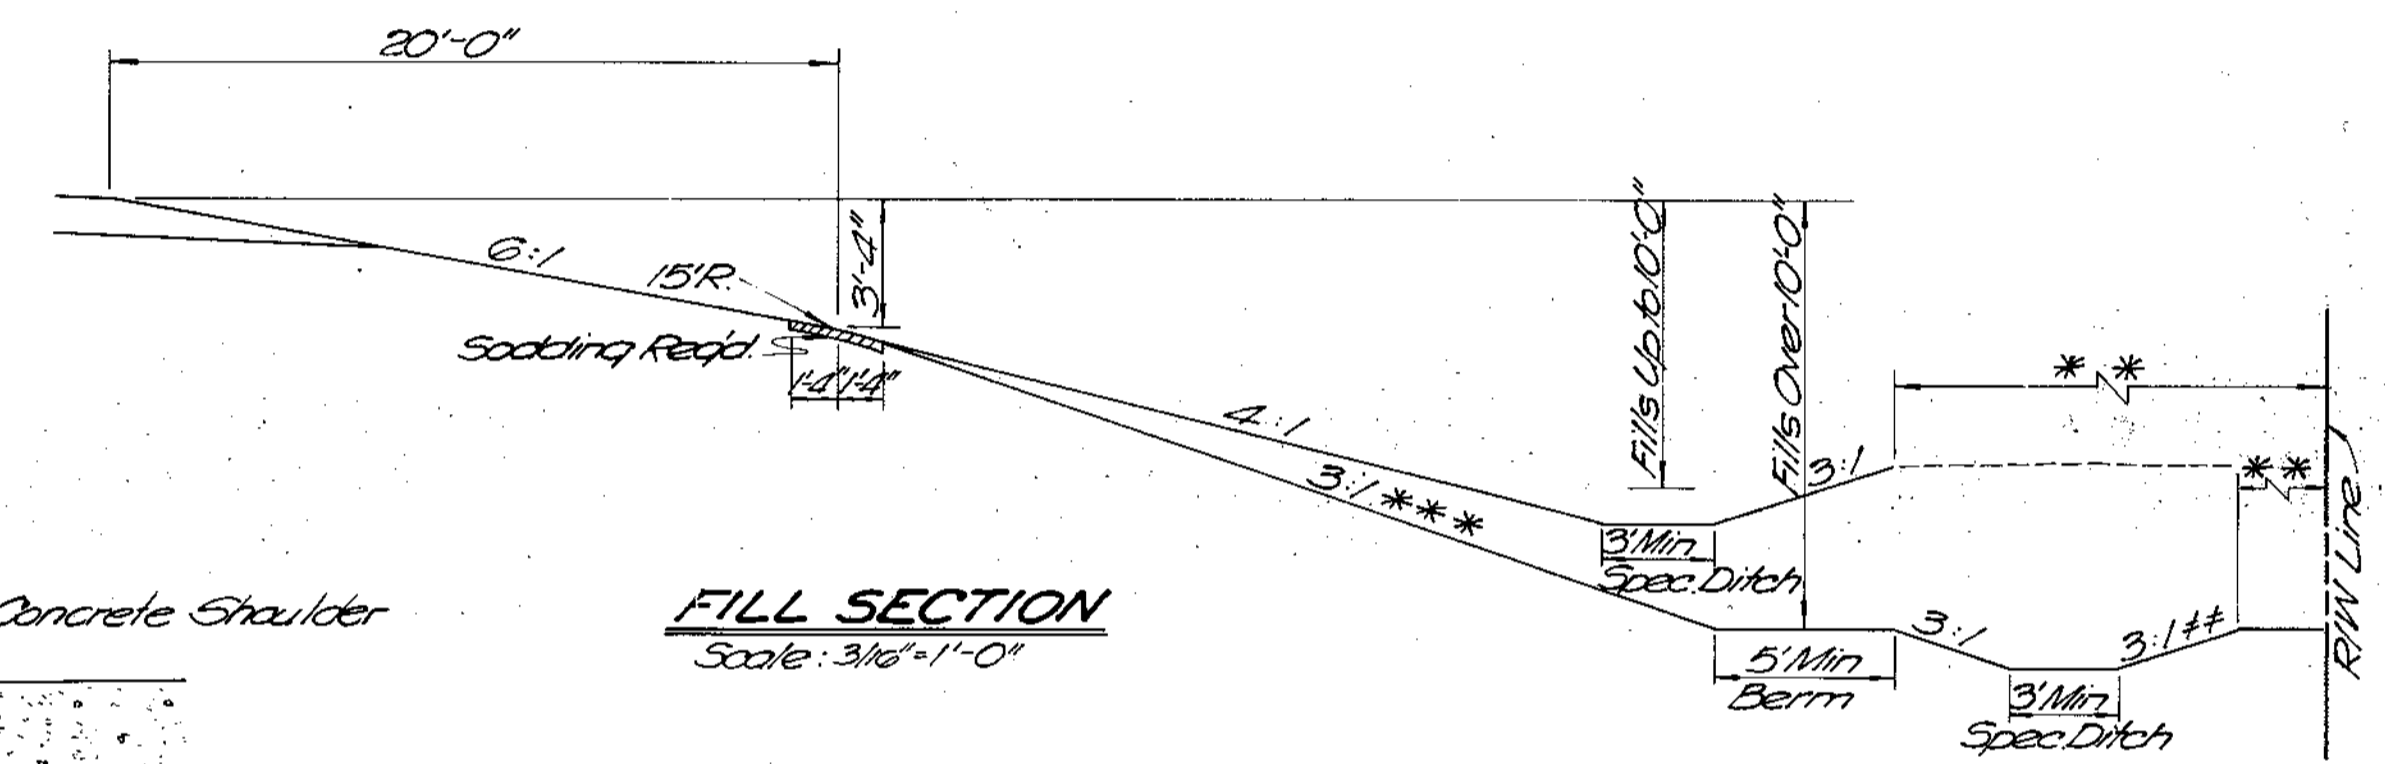 20'-0"
6:1
15'R.
3'-4"
Sodding Req'd.
1'-4" 1'-4"
4:1
3:1 ***
Fills Up to 10'-0"
Fills Over 10'-0"
3:1
* *
* *
R/W Line
3' Min
Spec. Ditch
5' Min
Berm
3:1
3:1 ‡‡
3' Min
Spec. Ditch
Concrete Shoulder
FILL SECTION
Scale: 3/16"=1'-0"